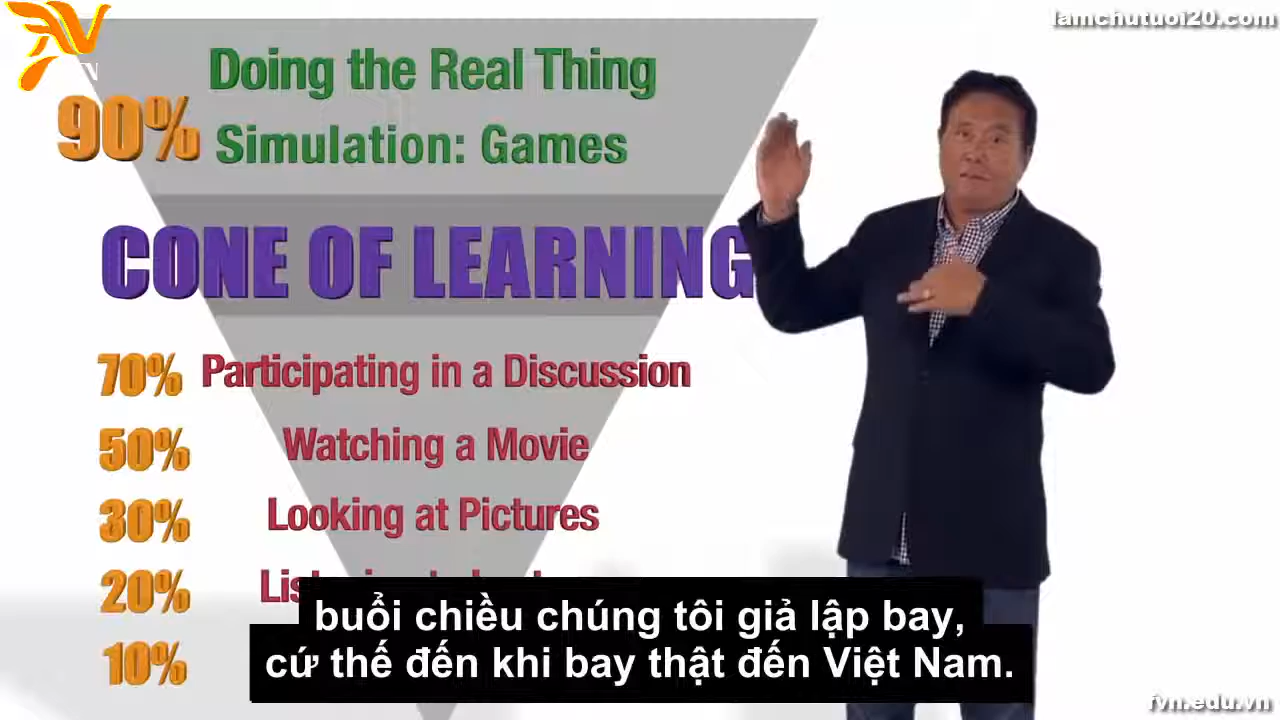 lamchutuoi20.com
Doing the Real Thing
90%
Simulation: Games
CONE OF LEARNING
70% Participating in a Discussion
50% Watching a Movie
30% Looking at Pictures
20%
10%
buổi chiều chúng tôi giả lập bay,
cứ thế đến khi bay thật đến Việt Nam.
fvn.edu.vn